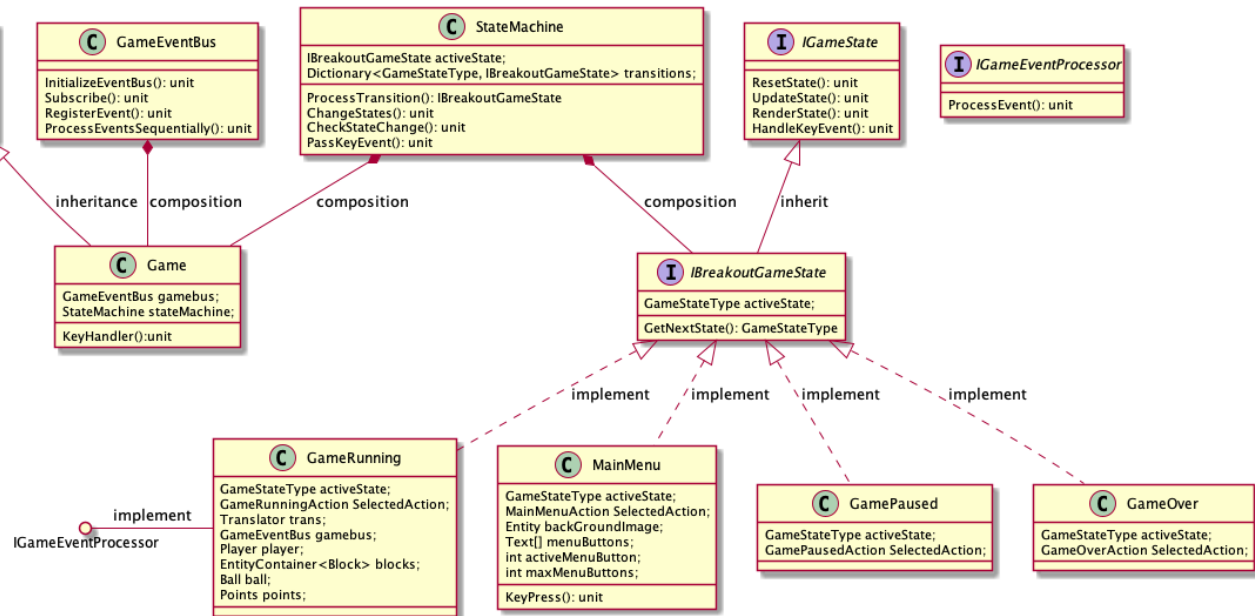 C GameEventBus
InitializeEventBus(): unit
Subscribe(): unit
RegisterEvent(): unit
ProcessEventsSequentially(): unit
C StateMachine
IBreakoutGameState activeState;
Dictionary<GameStateType, IBreakoutGameState> transitions;
ProcessTransition(): IBreakoutGameState
ChangeStates(): unit
CheckStateChange(): unit
PassKeyEvent(): unit
I IGameState
ResetState(): unit
UpdateState(): unit
RenderState(): unit
HandleKeyEvent(): unit
I IGameEventProcessor
ProcessEvent(): unit
inheritance
composition
composition
composition
inherit
C Game
GameEventBus gamebus;
StateMachine stateMachine;
KeyHandler():unit
I IBreakoutGameState
GameStateType activeState;
GetNextState(): GameStateType
implement
implement
implement
implement
C GameRunning
GameStateType activeState;
GameRunningAction SelectedAction;
Translator trans;
GameEventBus gamebus;
Player player;
EntityContainer<Block> blocks;
Ball ball;
Points points;
implement
IGameEventProcessor
C MainMenu
GameStateType activeState;
MainMenuAction SelectedAction;
Entity backGroundImage;
Text[] menuButtons;
int activeMenuButton;
int maxMenuButtons;
KeyPress(): unit
C GamePaused
GameStateType activeState;
GamePausedAction SelectedAction;
C GameOver
GameStateType activeState;
GameOverAction SelectedAction;